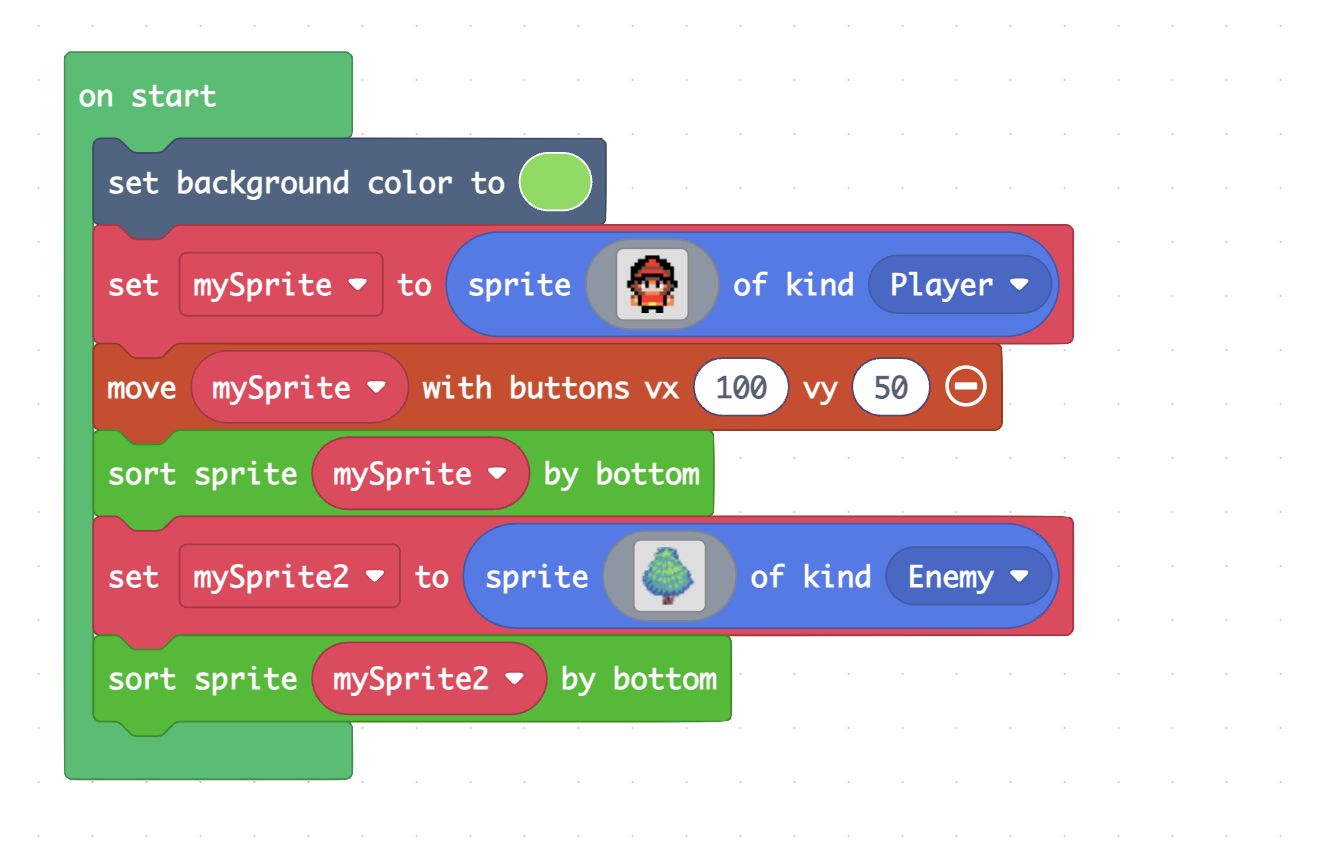 on start
set background color to
set mySprite to sprite of kind Player
move mySprite with buttons vx 100 vy 50
sort sprite mySprite by bottom
set mySprite2 to sprite of kind Enemy
sort sprite mySprite2 by bottom